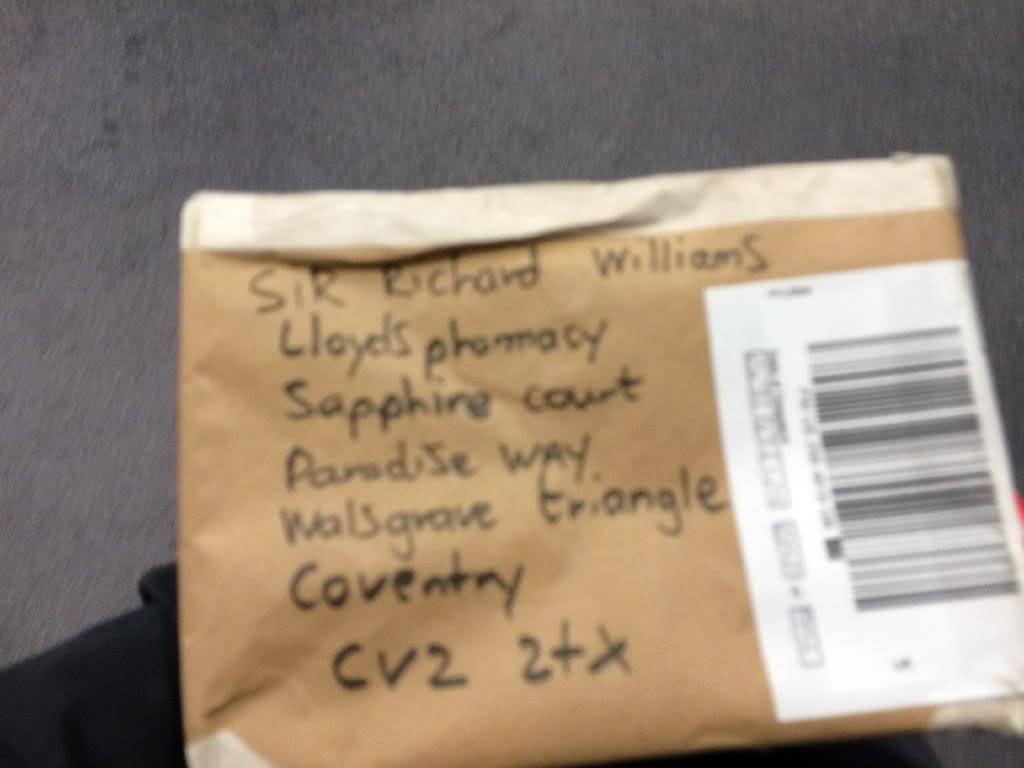 SiR Richard Williams
Lloyds pharmacy
Sapphire court
Paradise WAY
Walsgrave triangle
Coventry
CV2 2tx